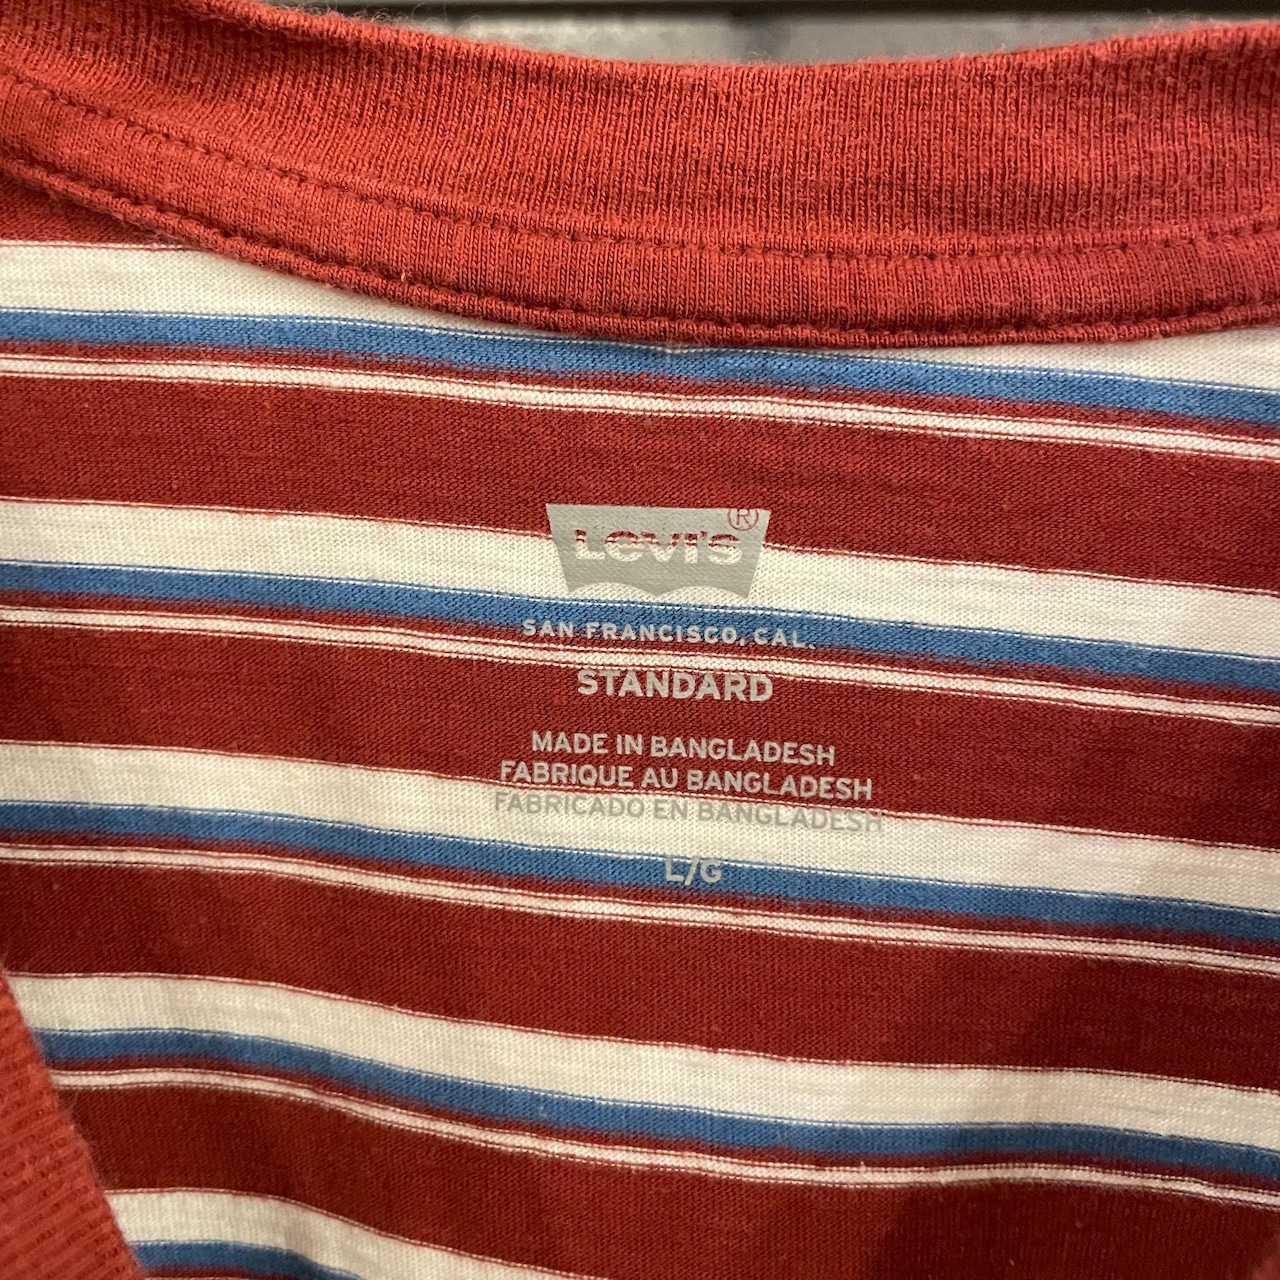 Levi's®
SAN FRANCISCO, CAL.
STANDARD
MADE IN BANGLADESH
FABRIQUE AU BANGLADESH
FABRICADO EN BANGLADESH
L/G